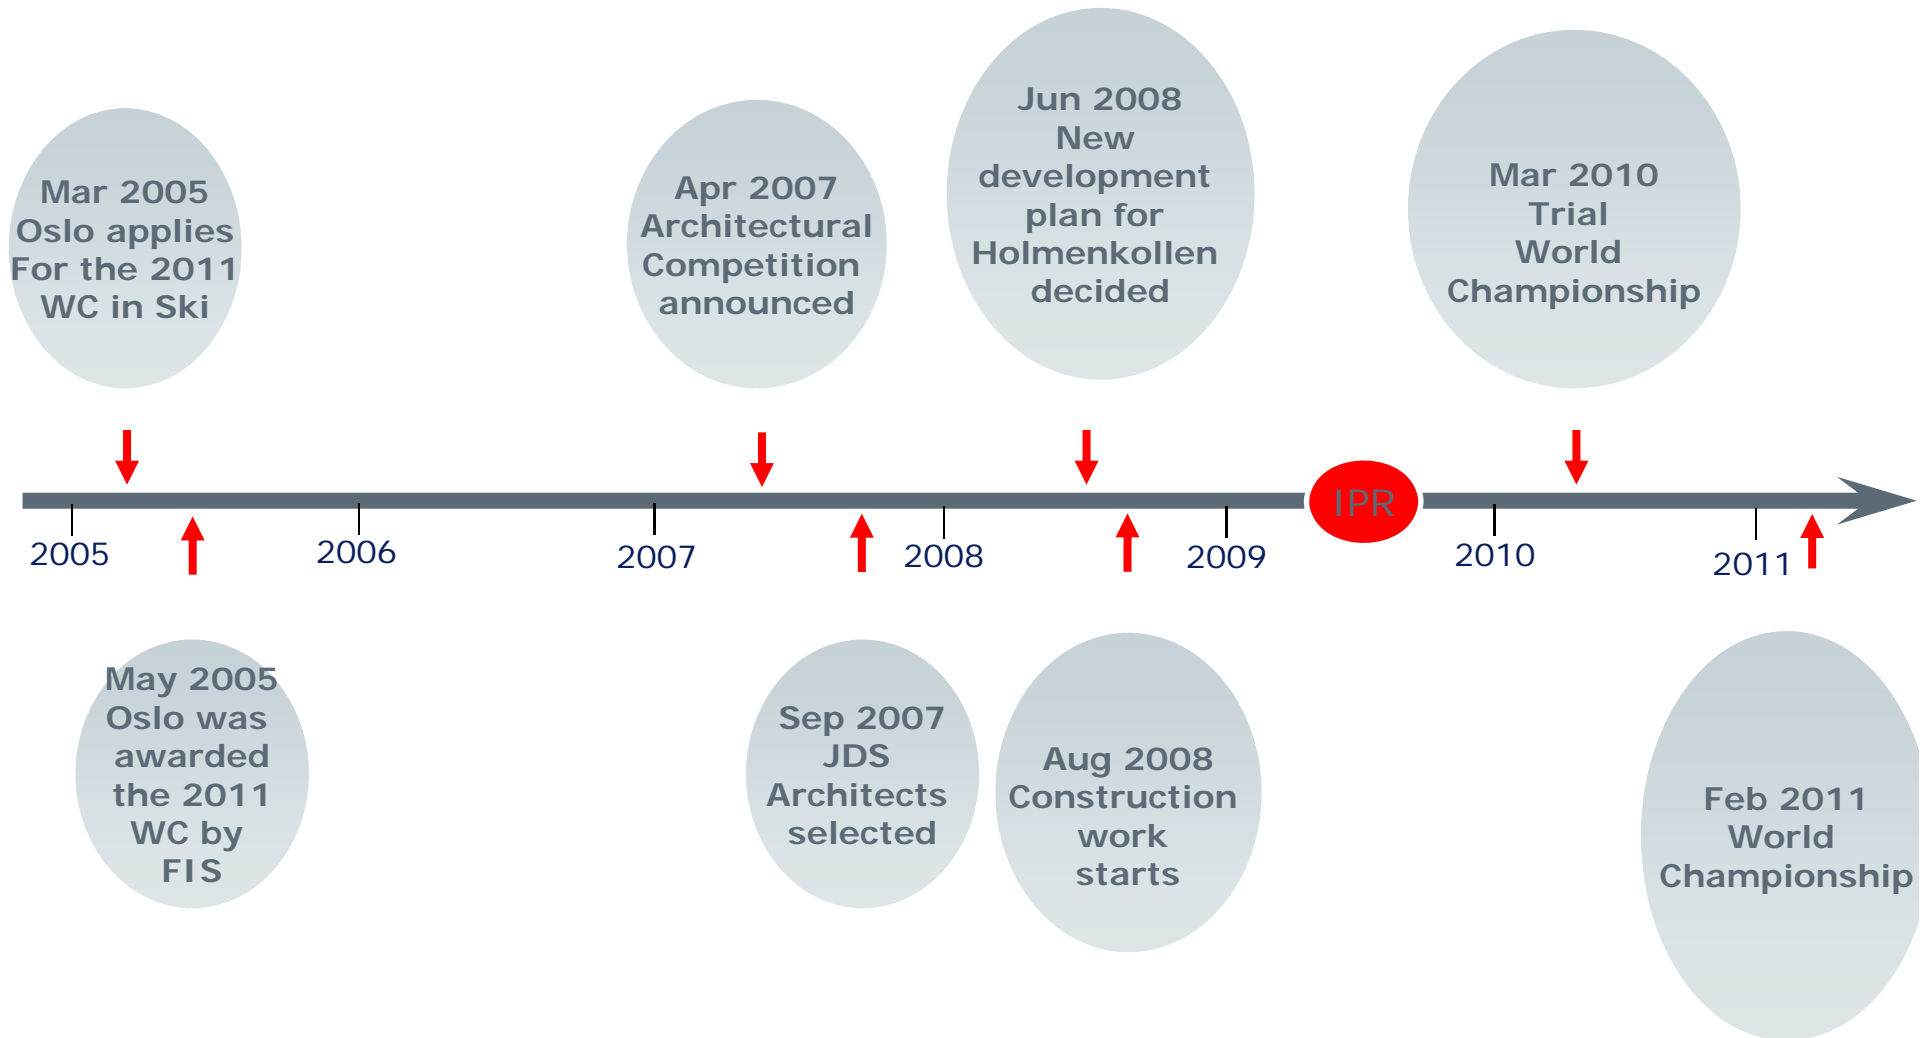 Mar 2005
Oslo applies
For the 2011
WC in Ski
Apr 2007
Architectural
Competition
announced
Jun 2008
New
development
plan for
Holmenkollen
decided
Mar 2010
Trial
World
Championship
IPR
2005
2006
2007
2008
2009
2010
2011
May 2005
Oslo was
awarded
the 2011
WC by
FIS
Sep 2007
JDS
Architects
selected
Aug 2008
Construction
work
starts
Feb 2011
World
Championship